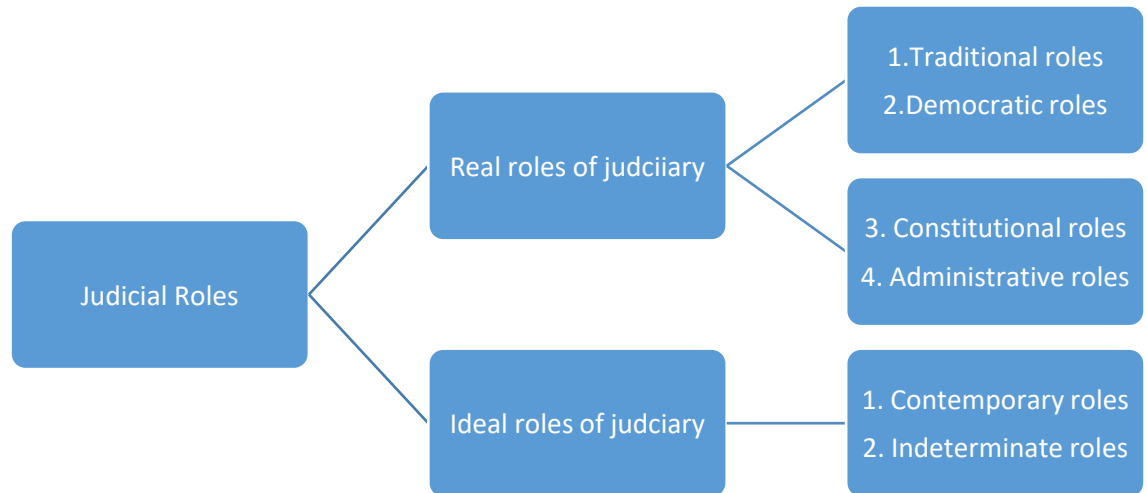 Judicial Roles
Real roles of judciiary
1.Traditional roles
2.Democratic roles
3. Constitutional roles
4. Administrative roles
Ideal roles of judciary
1. Contemporary roles
2. Indeterminate roles